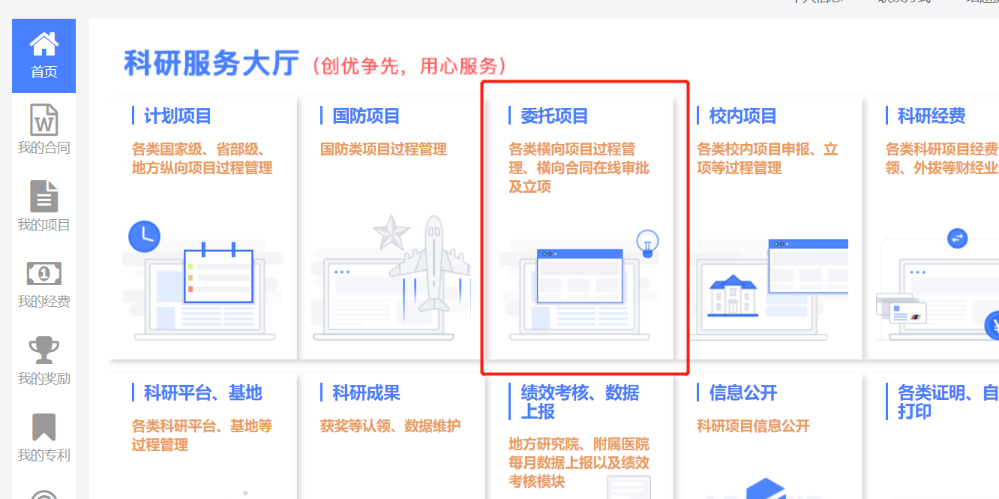 个人信息 联系方式
首页
我的合同
我的项目
我的经费
我的奖励
我的专利
科研服务大厅（创优争先，用心服务）
计划项目
各类国家级、省部级、
地方纵向项目过程管理
国防项目
国防类项目过程管理
委托项目
各类横向项目过程管
理、横向合同在线审批
及立项
校内项目
各类校内项目申报、立
项等过程管理
科研经费
各类科研项目经费
领、外拨等财经业
科研平台、基地
各类科研平台、基地等
过程管理
科研成果
获奖等认领、数据维护
绩效考核、数据
上报
地方研究院、附属医院
每月数据上报以及绩效
考核模块
信息公开
科研项目信息公开
各类证明、自
打印